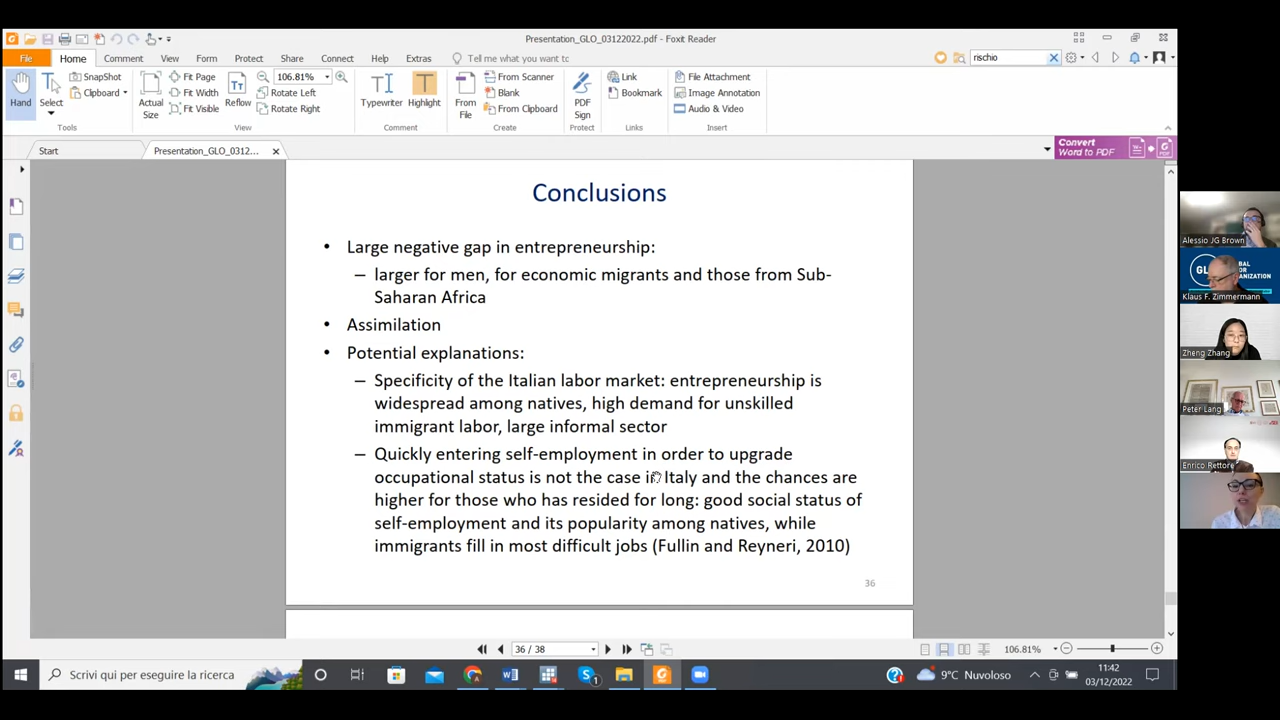 Presentation_GLO_03122022.pdf - Foxit Reader
File
Home
Comment
View
Form
Protect
Share
Connect
Help
Extras
Tell me what you want to do
rischio
Hand
Select
SnapShot
Clipboard
Tools
Actual Size
Fit Page
Fit Width
Fit Visible
Reflow
106.81%
Rotate Left
Rotate Right
View
Typewriter
Highlight
Comment
From File
From Scanner
Blank
From Clipboard
Create
PDF Sign
Protect
Link
Bookmark
Links
File Attachment
Image Annotation
Audio & Video
Insert
Start
Presentation_GLO_0312...
Convert
Word to PDF
Conclusions
• Large negative gap in entrepreneurship:
– larger for men, for economic migrants and those from Sub-
Saharan Africa
• Assimilation
• Potential explanations:
– Specificity of the Italian labor market: entrepreneurship is
widespread among natives, high demand for unskilled
immigrant labor, large informal sector
– Quickly entering self-employment in order to upgrade
occupational status is not the case in Italy and the chances are
higher for those who has resided for long: good social status of
self-employment and its popularity among natives, while
immigrants fill in most difficult jobs (Fullin and Reyneri, 2010)
36
Alessio JG Brown
Klaus F. Zimmermann
Zheng Zhang
Peter Lang
Enrico Rettore
36 / 38
106.81%
Scrivi qui per eseguire la ricerca
9°C Nuvoloso
11:42
03/12/2022